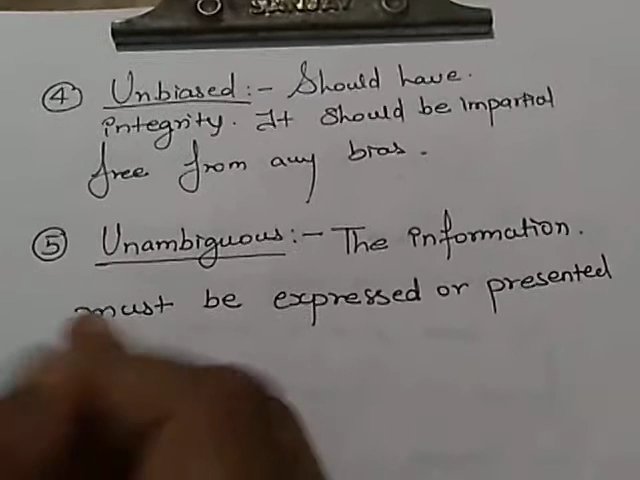 SANJAY
④ Unbiased :- Should have.
integrity. It should be impartial
free from any bias.
⑤ Unambiguous :- The information.
must be expressed or presented